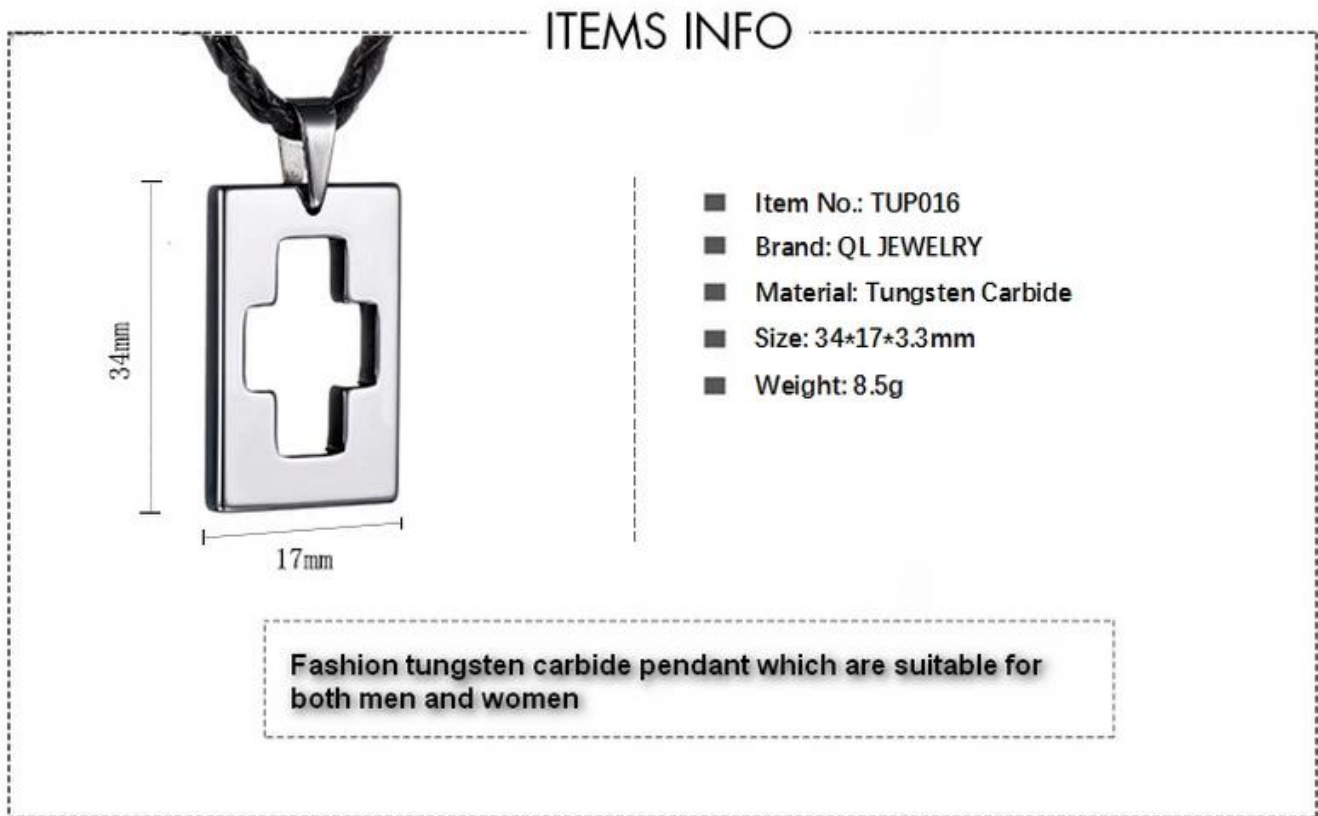 ITEMS INFO
34mm
17mm
Item No.: TUP016
Brand: QL JEWELRY
Material: Tungsten Carbide
Size: 34*17*3.3mm
Weight: 8.5g
Fashion tungsten carbide pendant which are suitable for
both men and women